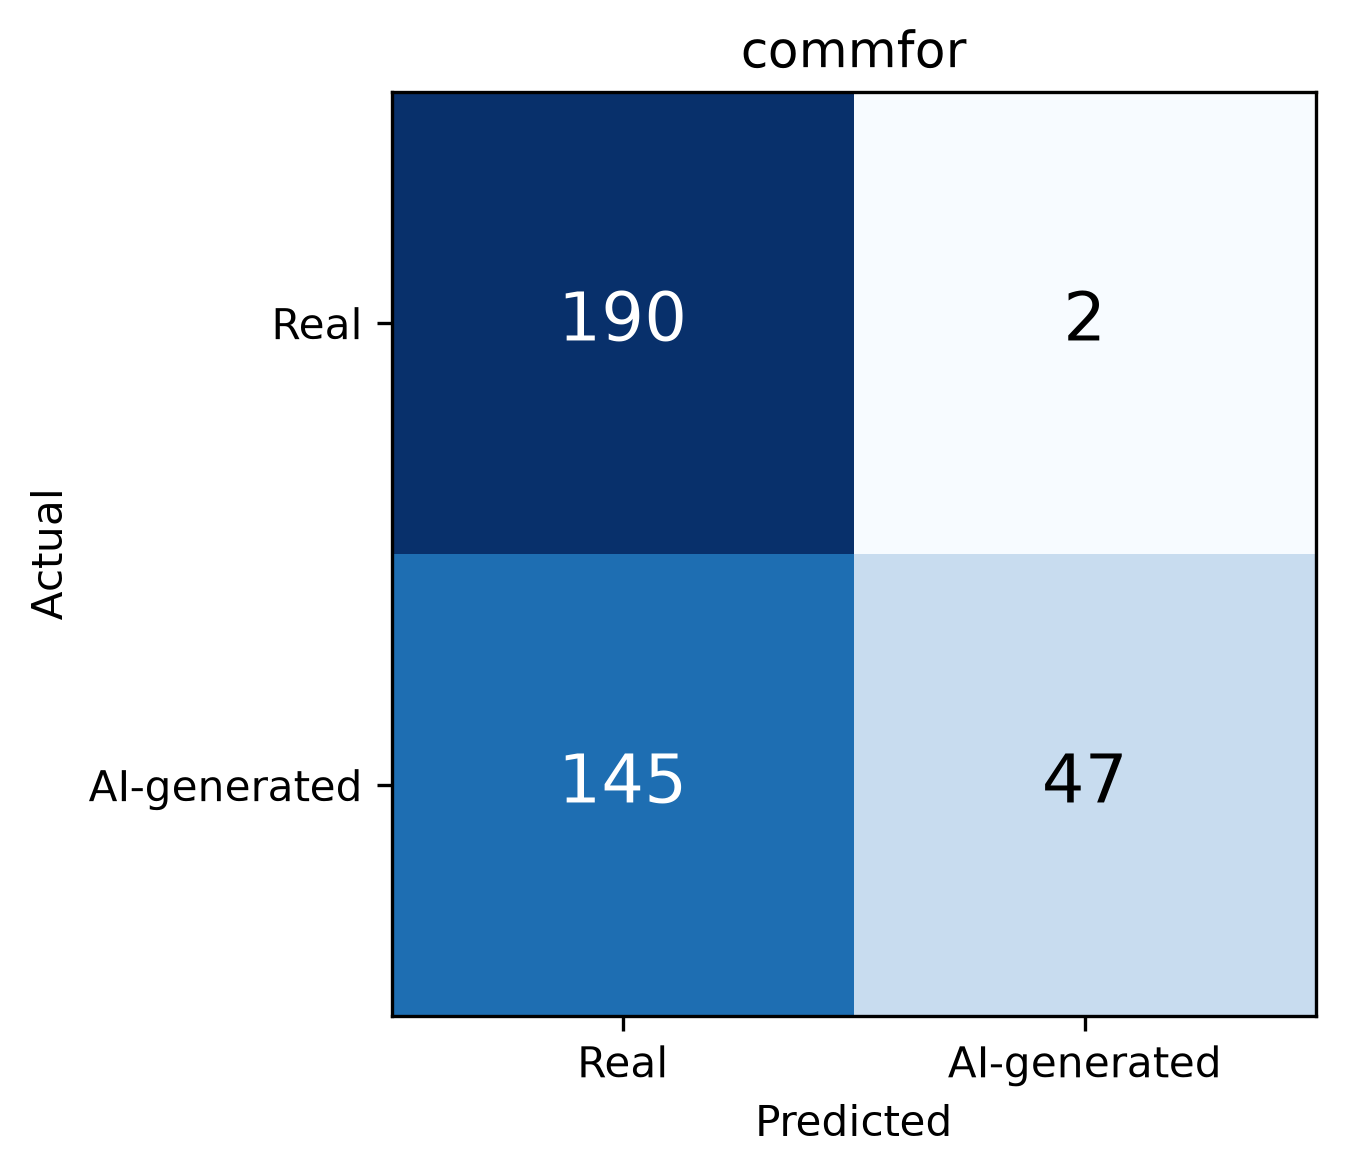 commfor
Real
190
2
Actual
AI-generated
145
47
Real
AI-generated
Predicted